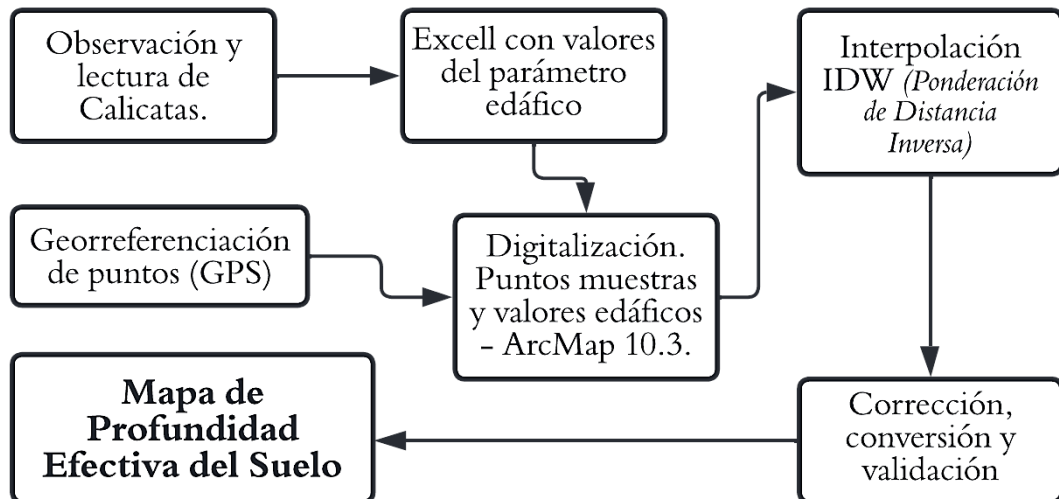 Observación y
lectura de
Calicatas.
Excell con valores
del parámetro
edáfico
Interpolación
IDW (Ponderación
de Distancia
Inversa)
Georreferenciación
de puntos (GPS)
Digitalización.
Puntos muestras
y valores edáficos
– ArcMap 10.3.
Mapa de
Profundidad
Efectiva del Suelo
Corrección,
conversión y
validación